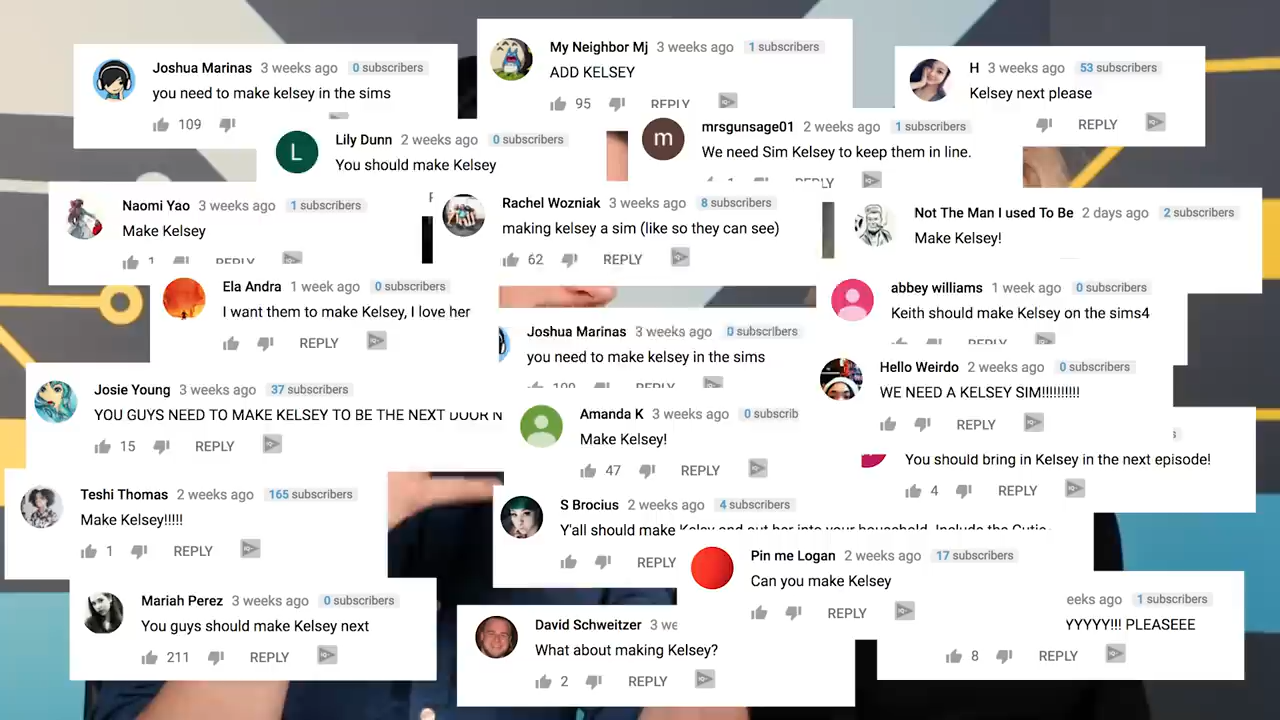 Joshua Marinas 3 weeks ago 0 subscribers
you need to make kelsey in the sims
109
My Neighbor Mj 3 weeks ago 1 subscribers
ADD KELSEY
95 REPLY
H 3 weeks ago 53 subscribers
Kelsey next please
REPLY
Lily Dunn 2 weeks ago 0 subscribers
L
You should make Kelsey
mrsgunsage01 2 weeks ago 1 subscribers
m
We need Sim Kelsey to keep them in line.
1 REPLY
Naomi Yao 3 weeks ago 1 subscribers
Make Kelsey
1 REPLY
Rachel Wozniak 3 weeks ago 8 subscribers
making kelsey a sim (like so they can see)
62 REPLY
Not The Man I used To Be 2 days ago 2 subscribers
Make Kelsey!
Ela Andra 1 week ago 0 subscribers
I want them to make Kelsey, I love her
REPLY
abbey williams 1 week ago 0 subscribers
Keith should make Kelsey on the sims4
REPLY
Joshua Marinas 3 weeks ago 0 subscribers
you need to make kelsey in the sims
109 REPLY
Hello Weirdo 2 weeks ago 0 subscribers
WE NEED A KELSEY SIM!!!!!!!!!!
REPLY
Josie Young 3 weeks ago 37 subscribers
YOU GUYS NEED TO MAKE KELSEY TO BE THE NEXT DOOR N
15 REPLY
Amanda K 3 weeks ago 0 subscrib
Make Kelsey!
47 REPLY
s
You should bring in Kelsey in the next episode!
4 REPLY
Teshi Thomas 2 weeks ago 165 subscribers
Make Kelsey!!!!!
1 REPLY
S Brocius 2 weeks ago 4 subscribers
Y'all should make Kelsy and put her into your household. Include the Cutie
REPLY
Pin me Logan 2 weeks ago 17 subscribers
Can you make Kelsey
REPLY
Mariah Perez 3 weeks ago 0 subscribers
You guys should make Kelsey next
211 REPLY
David Schweitzer 3 we
What about making Kelsey?
2 REPLY
eeks ago 1 subscribers
YYYYY!!! PLEASEEE
8 REPLY